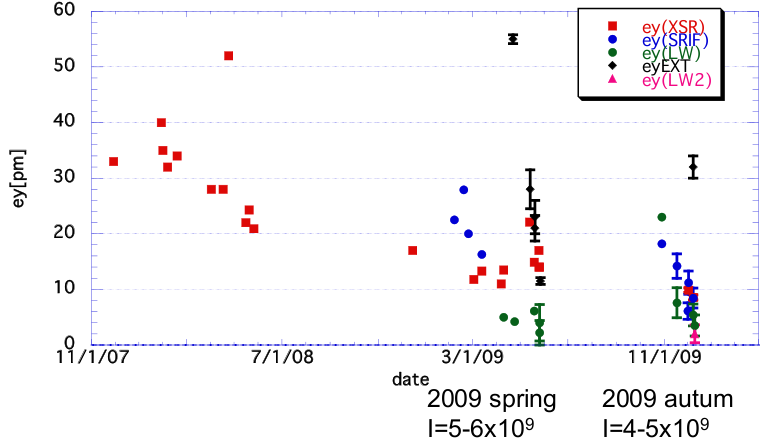 60
50
40
30
20
10
0
ey[pm]
ey(XSR)
ey(SRIF)
ey(LW)
eyEXT
ey(LW2)
11/1/07
7/1/08
3/1/09
11/1/09
date
2009 spring
I=5-6x10⁹
2009 autum
I=4-5x10⁹